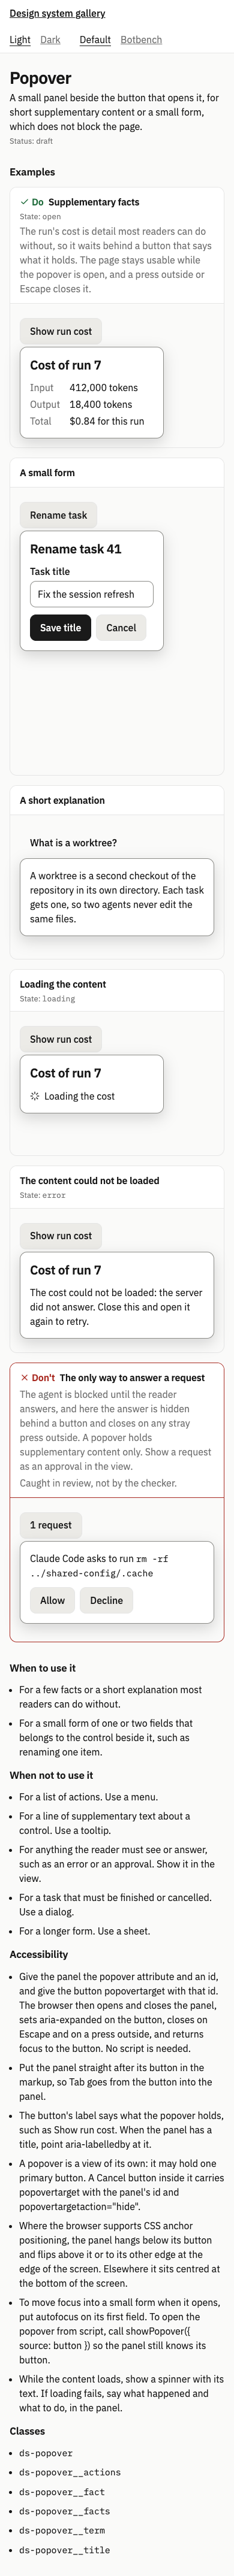 Design system gallery
Light Dark Default Botbench
Popover
A small panel beside the button that opens it, for
short supplementary content or a small form,
which does not block the page.
Status: draft
Examples
Do Supplementary facts
State: open
The run's cost is detail most readers can do
without, so it waits behind a button that says
what it holds. The page stays usable while
the popover is open, and a press outside or
Escape closes it.
Show run cost
Cost of run 7
Input 412,000 tokens
Output 18,400 tokens
Total $0.84 for this run
A small form
Rename task
Rename task 41
Task title
Fix the session refresh
Save title Cancel
A short explanation
What is a worktree?
A worktree is a second checkout of the
repository in its own directory. Each task
gets one, so two agents never edit the
same files.
Loading the content
State: loading
Show run cost
Cost of run 7
Loading the cost
The content could not be loaded
State: error
Show run cost
Cost of run 7
The cost could not be loaded: the server
did not answer. Close this and open it
again to retry.
Don't The only way to answer a request
The agent is blocked until the reader
answers, and here the answer is hidden
behind a button and closes on any stray
press outside. A popover holds
supplementary content only. Show a request
as an approval in the view.
Caught in review, not by the checker.
1 request
Claude Code asks to run rm -rf
../shared-config/.cache
Allow Decline
When to use it
• For a few facts or a short explanation most
readers can do without.
• For a small form of one or two fields that
belongs to the control beside it, such as
renaming one item.
When not to use it
• For a list of actions. Use a menu.
• For a line of supplementary text about a
control. Use a tooltip.
• For anything the reader must see or answer,
such as an error or an approval. Show it in the
view.
• For a task that must be finished or cancelled.
Use a dialog.
• For a longer form. Use a sheet.
Accessibility
• Give the panel the popover attribute and an id,
and give the button popovertarget with that id.
The browser then opens and closes the panel,
sets aria-expanded on the button, closes on
Escape and on a press outside, and returns
focus to the button. No script is needed.
• Put the panel straight after its button in the
markup, so Tab goes from the button into the
panel.
• The button's label says what the popover holds,
such as Show run cost. When the panel has a
title, point aria-labelledby at it.
• A popover is a view of its own: it may hold one
primary button. A Cancel button inside it carries
popovertarget with the panel's id and
popovertargetaction="hide".
• Where the browser supports CSS anchor
positioning, the panel hangs below its button
and flips above it or to its other edge at the
edge of the screen. Elsewhere it sits centred at
the bottom of the screen.
• To move focus into a small form when it opens,
put autofocus on its first field. To open the
popover from script, call showPopover({
source: button }) so the panel still knows its
button.
• While the content loads, show a spinner with its
text. If loading fails, say what happened and
what to do, in the panel.
Classes
• ds-popover
• ds-popover__actions
• ds-popover__fact
• ds-popover__facts
• ds-popover__term
• ds-popover__title